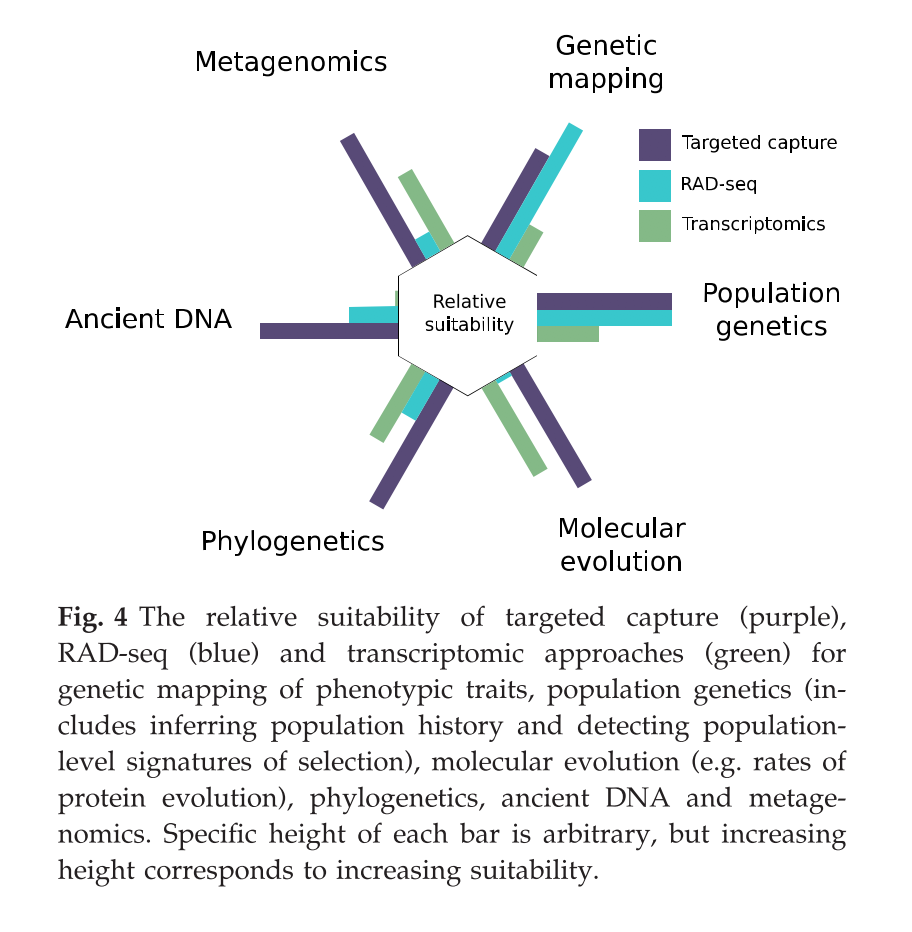 Metagenomics
Genetic
mapping
Targeted capture
RAD-seq
Transcriptomics
Ancient DNA
Relative
suitability
Population
genetics
Phylogenetics
Molecular
evolution
Fig. 4 The relative suitability of targeted capture (purple),
RAD-seq (blue) and transcriptomic approaches (green) for
genetic mapping of phenotypic traits, population genetics (in-
cludes inferring population history and detecting population-
level signatures of selection), molecular evolution (e.g. rates of
protein evolution), phylogenetics, ancient DNA and metage-
nomics. Specific height of each bar is arbitrary, but increasing
height corresponds to increasing suitability.